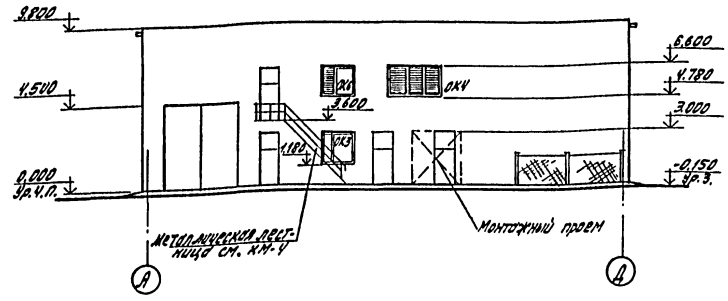 9.800
6.600
ОК6
ОК4
4.780
4.500
3.600
3.000
ОК3
1.180
0,000
Ур.ч.п.
-0,150
Ур.З.
Металлическая лест-
ница см. КМ-4
Монтажный проем
А
Д